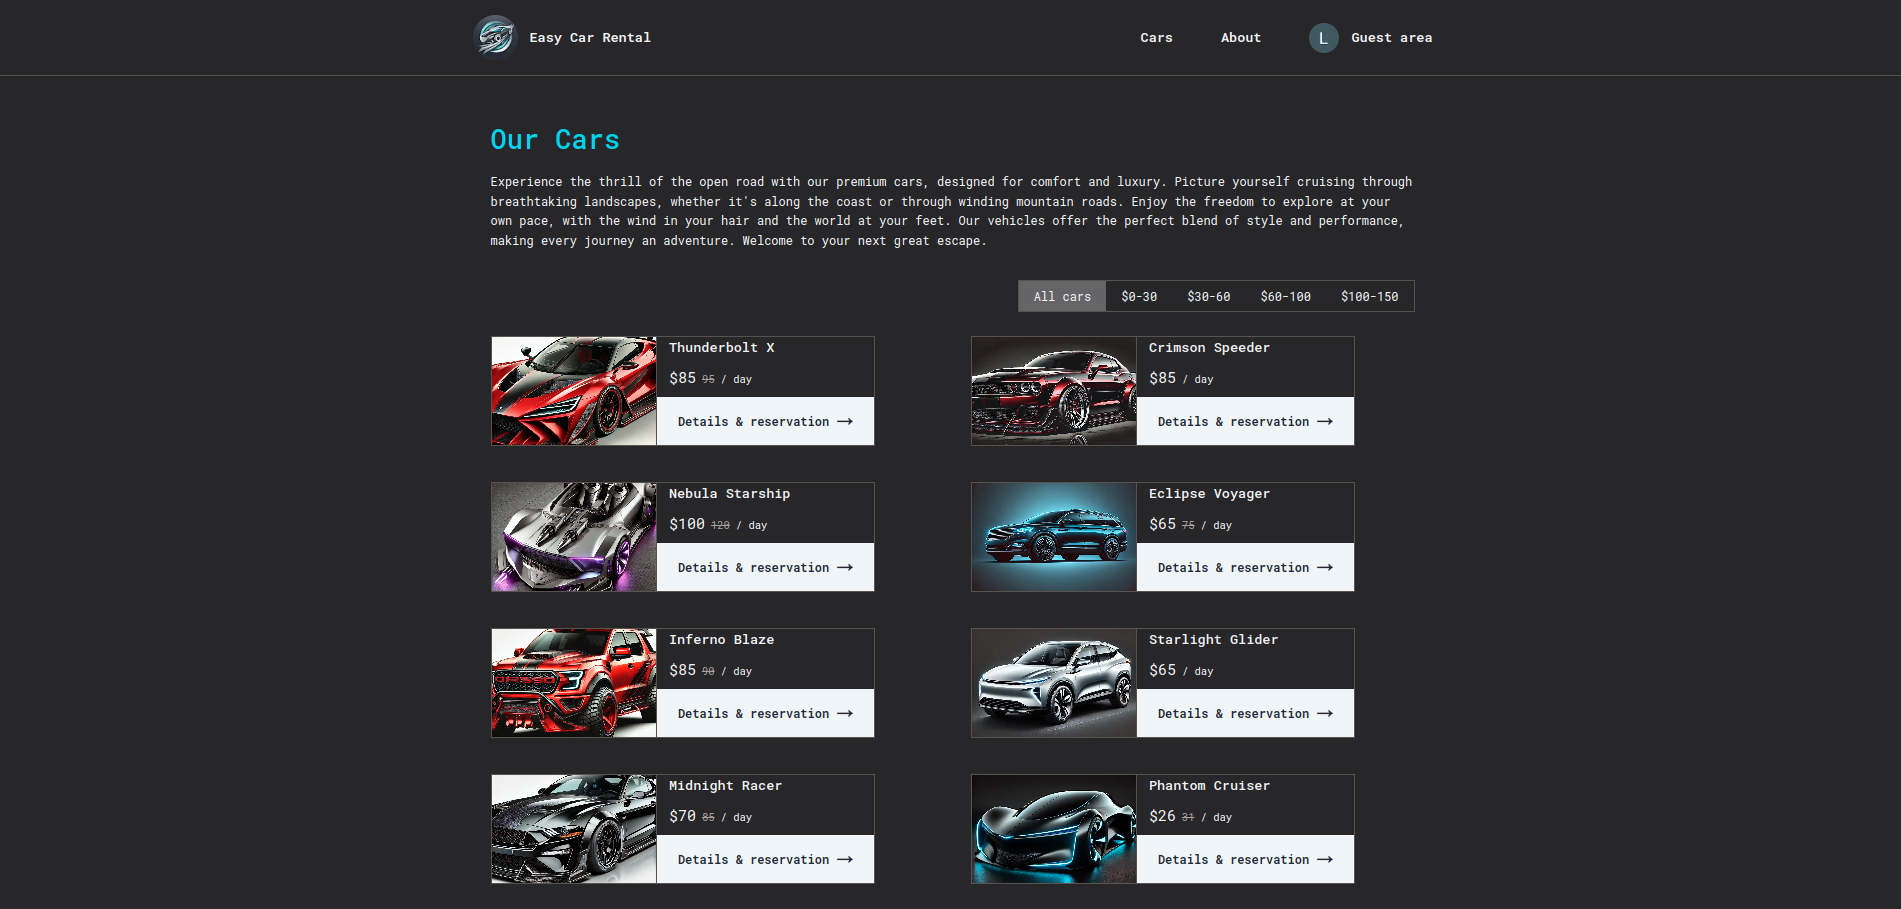 Easy Car Rental
Cars
About
L
Guest area
Our Cars
Experience the thrill of the open road with our premium cars, designed for comfort and luxury. Picture yourself cruising through
breathtaking landscapes, whether it's along the coast or through winding mountain roads. Enjoy the freedom to explore at your
own pace, with the wind in your hair and the world at your feet. Our vehicles offer the perfect blend of style and performance,
making every journey an adventure. Welcome to your next great escape.
All cars
$0-30
$30-60
$60-100
$100-150
Thunderbolt X
$85 95 / day
Details & reservation →
Crimson Speeder
$85 / day
Details & reservation →
Nebula Starship
$100 120 / day
Details & reservation →
Eclipse Voyager
$65 75 / day
Details & reservation →
Inferno Blaze
$85 90 / day
Details & reservation →
Starlight Glider
$65 / day
Details & reservation →
Midnight Racer
$70 85 / day
Details & reservation →
Phantom Cruiser
$26 31 / day
Details & reservation →